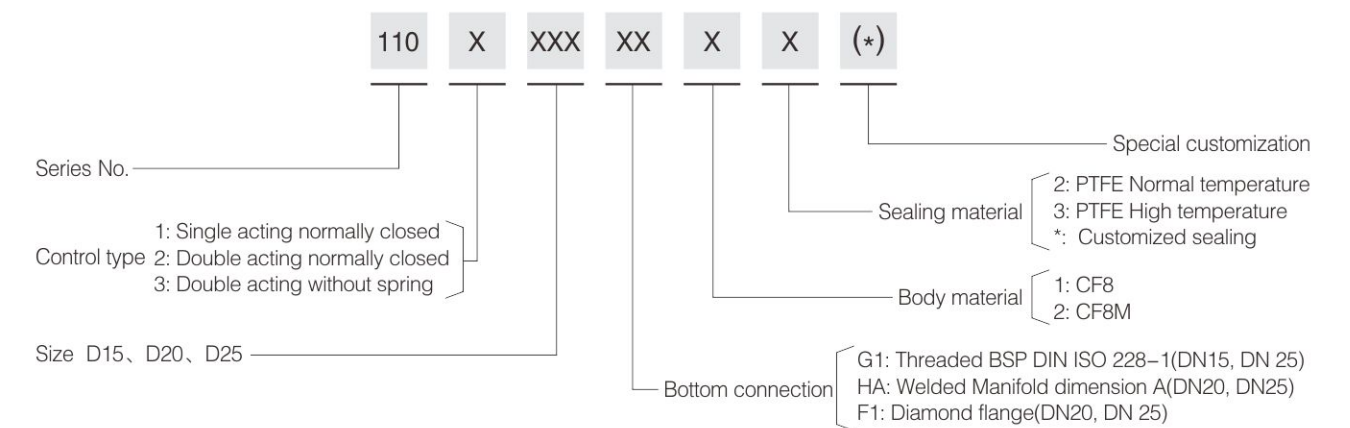 110 X XXX XX X X (*)
Special customization
Series No.
Sealing material
2: PTFE Normal temperature
3: PTFE High temperature
*: Customized sealing
Control type
1: Single acting normally closed
2: Double acting normally closed
3: Double acting without spring
Body material
1: CF8
2: CF8M
Size D15、D20、D25
Bottom connection
G1: Threaded BSP DIN ISO 228-1(DN15, DN 25)
HA: Welded Manifold dimension A(DN20, DN25)
F1: Diamond flange(DN20, DN 25)